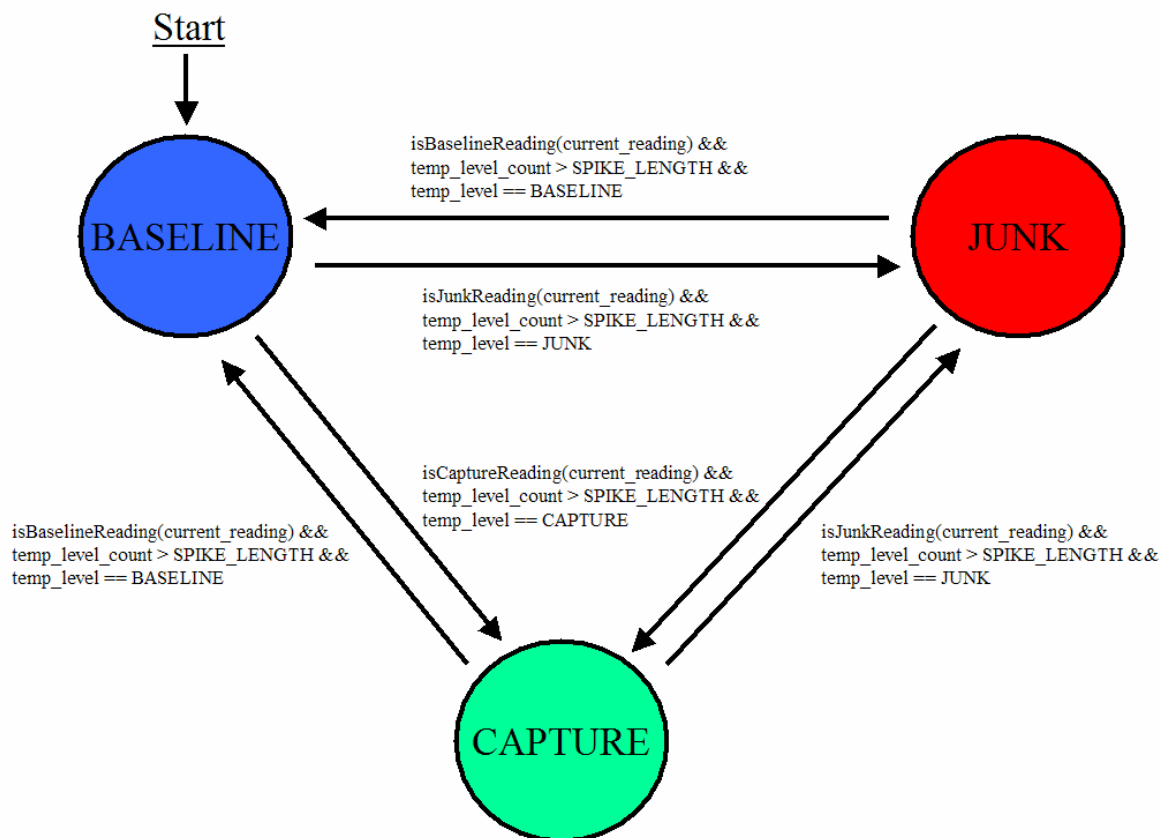 Start
isBaselineReading(current_reading) &&
temp_level_count > SPIKE_LENGTH &&
temp_level == BASELINE
BASELINE
JUNK
isJunkReading(current_reading) &&
temp_level_count > SPIKE_LENGTH &&
temp_level == JUNK
isCaptureReading(current_reading) &&
temp_level_count > SPIKE_LENGTH &&
temp_level == CAPTURE
isBaselineReading(current_reading) &&
temp_level_count > SPIKE_LENGTH &&
temp_level == BASELINE
isJunkReading(current_reading) &&
temp_level_count > SPIKE_LENGTH &&
temp_level == JUNK
CAPTURE